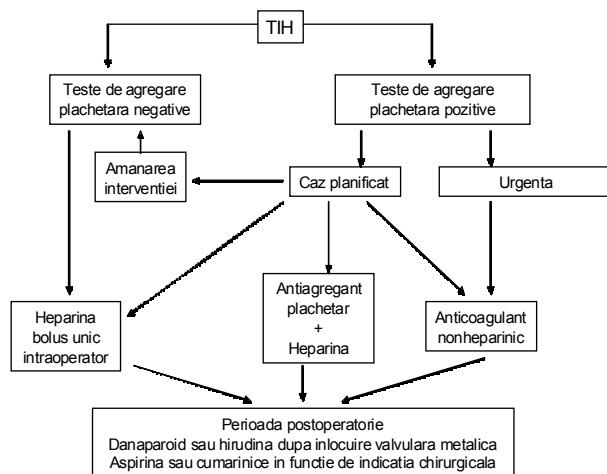 TIH
Teste de agregare
plachetara negative
Teste de agregare
plachetara pozitive
Amanarea
interventiei
Caz planificat
Urgenta
Heparina
bolus unic
intraoperator
Antiagregant
plachetar
+
Heparina
Anticoagulant
nonheparinic
Perioada postoperatorie
Danaparoid sau hirudina dupa inlocuire valvulara metalica
Aspirina sau cumarinice in functie de indicatia chirurgicala